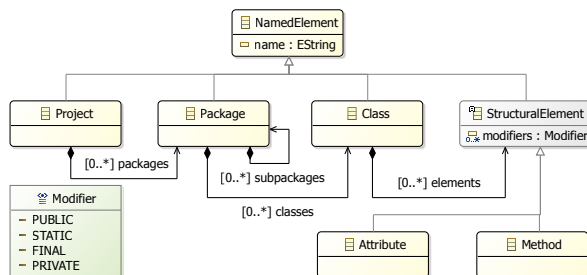 NamedElement
name : EString
Project
Package
Class
StructuralElement
modifiers : Modifier
0..*
[0..*] packages
[0..*] subpackages
[0..*] elements
[0..*] classes
Modifier
PUBLIC
STATIC
FINAL
PRIVATE
Attribute
Method